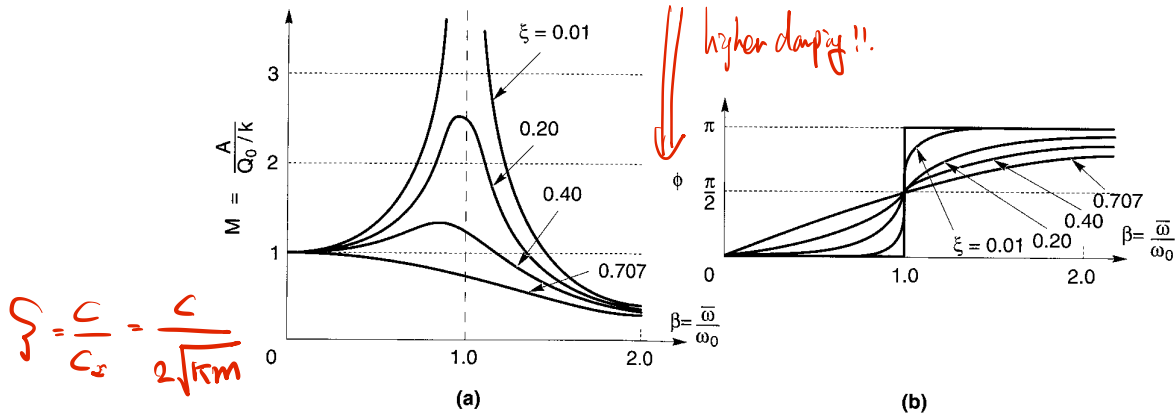 higher damping!!.
M = A / Q₀/k
3
2
1
0
1.0
2.0
ξ = 0.01
0.20
0.40
0.707
β = ω̅ / ω₀
(a)
ϕ
π
π/2
0
1.0
2.0
ξ = 0.01
0.20
0.40
0.707
β = ω̅ / ω₀
(b)
ξ = C / C = C / 2√Km